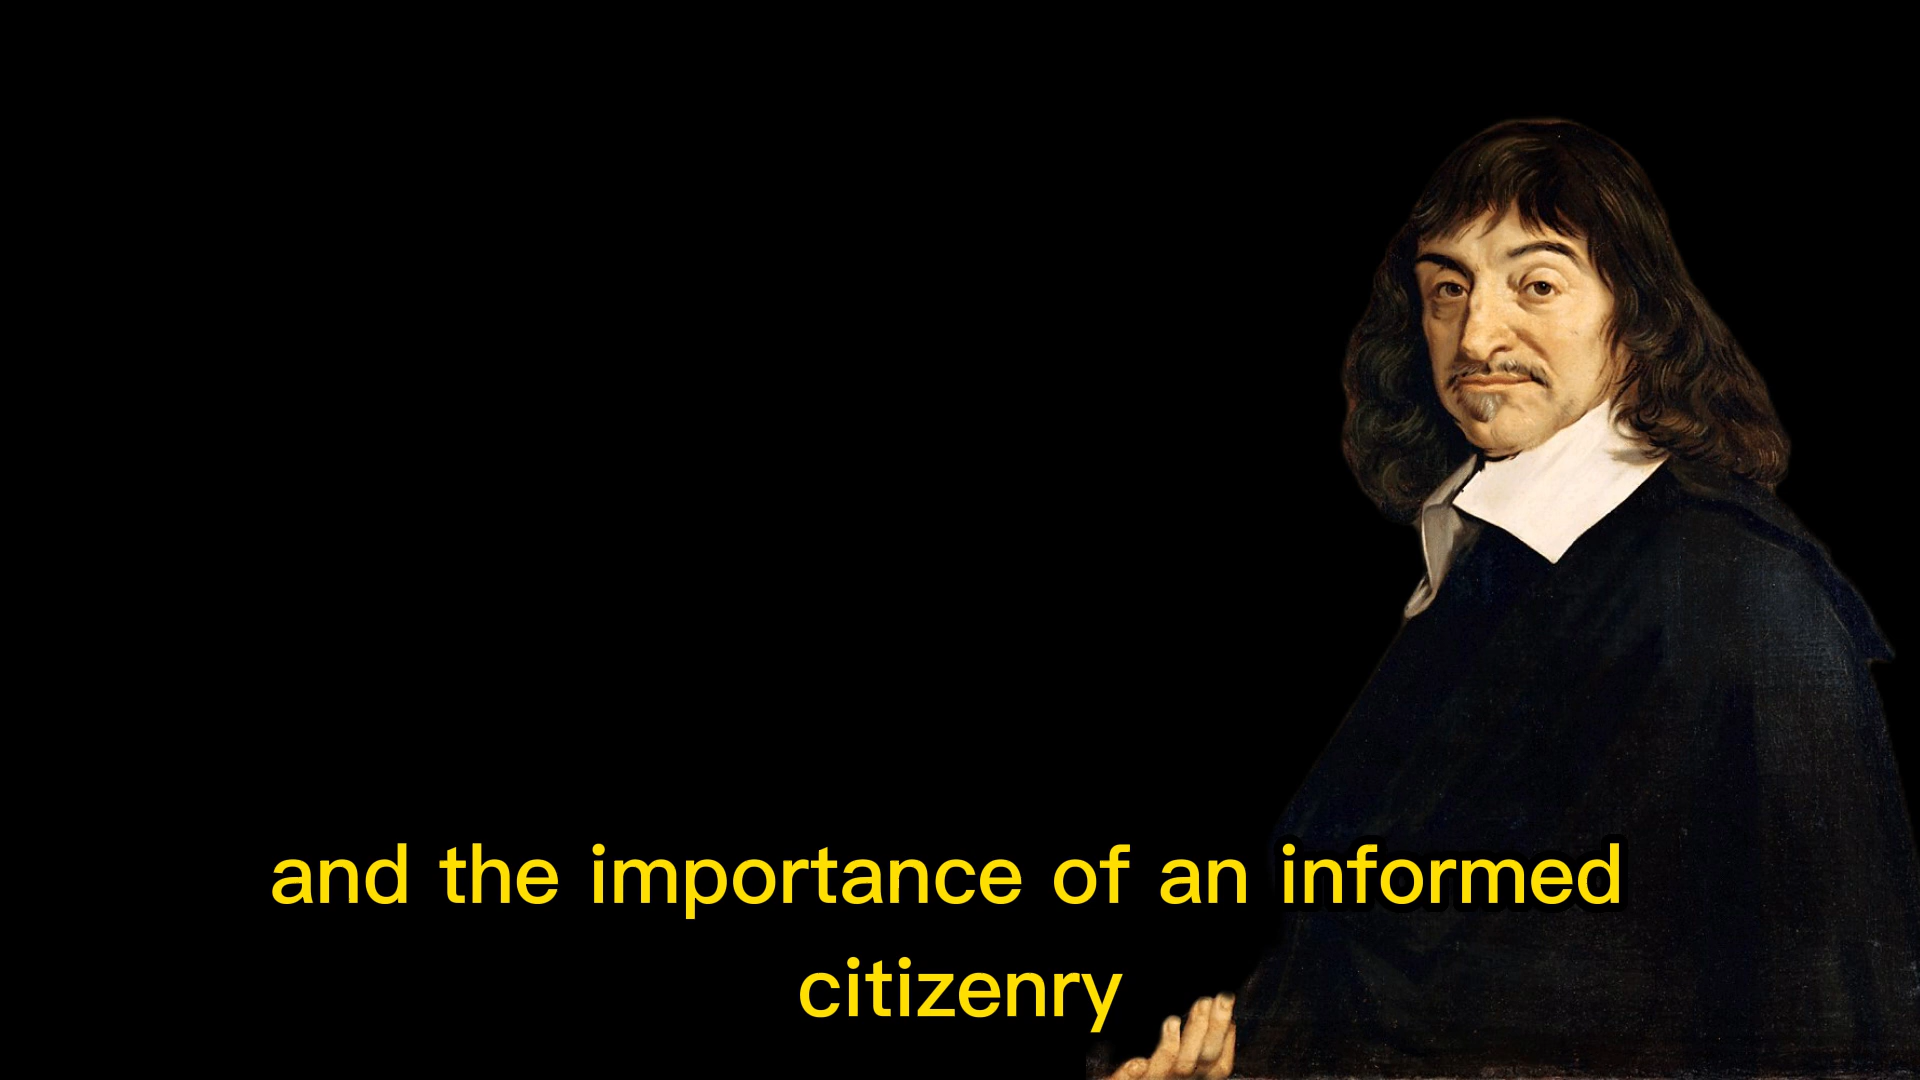 and the importance of an informed
citizenry